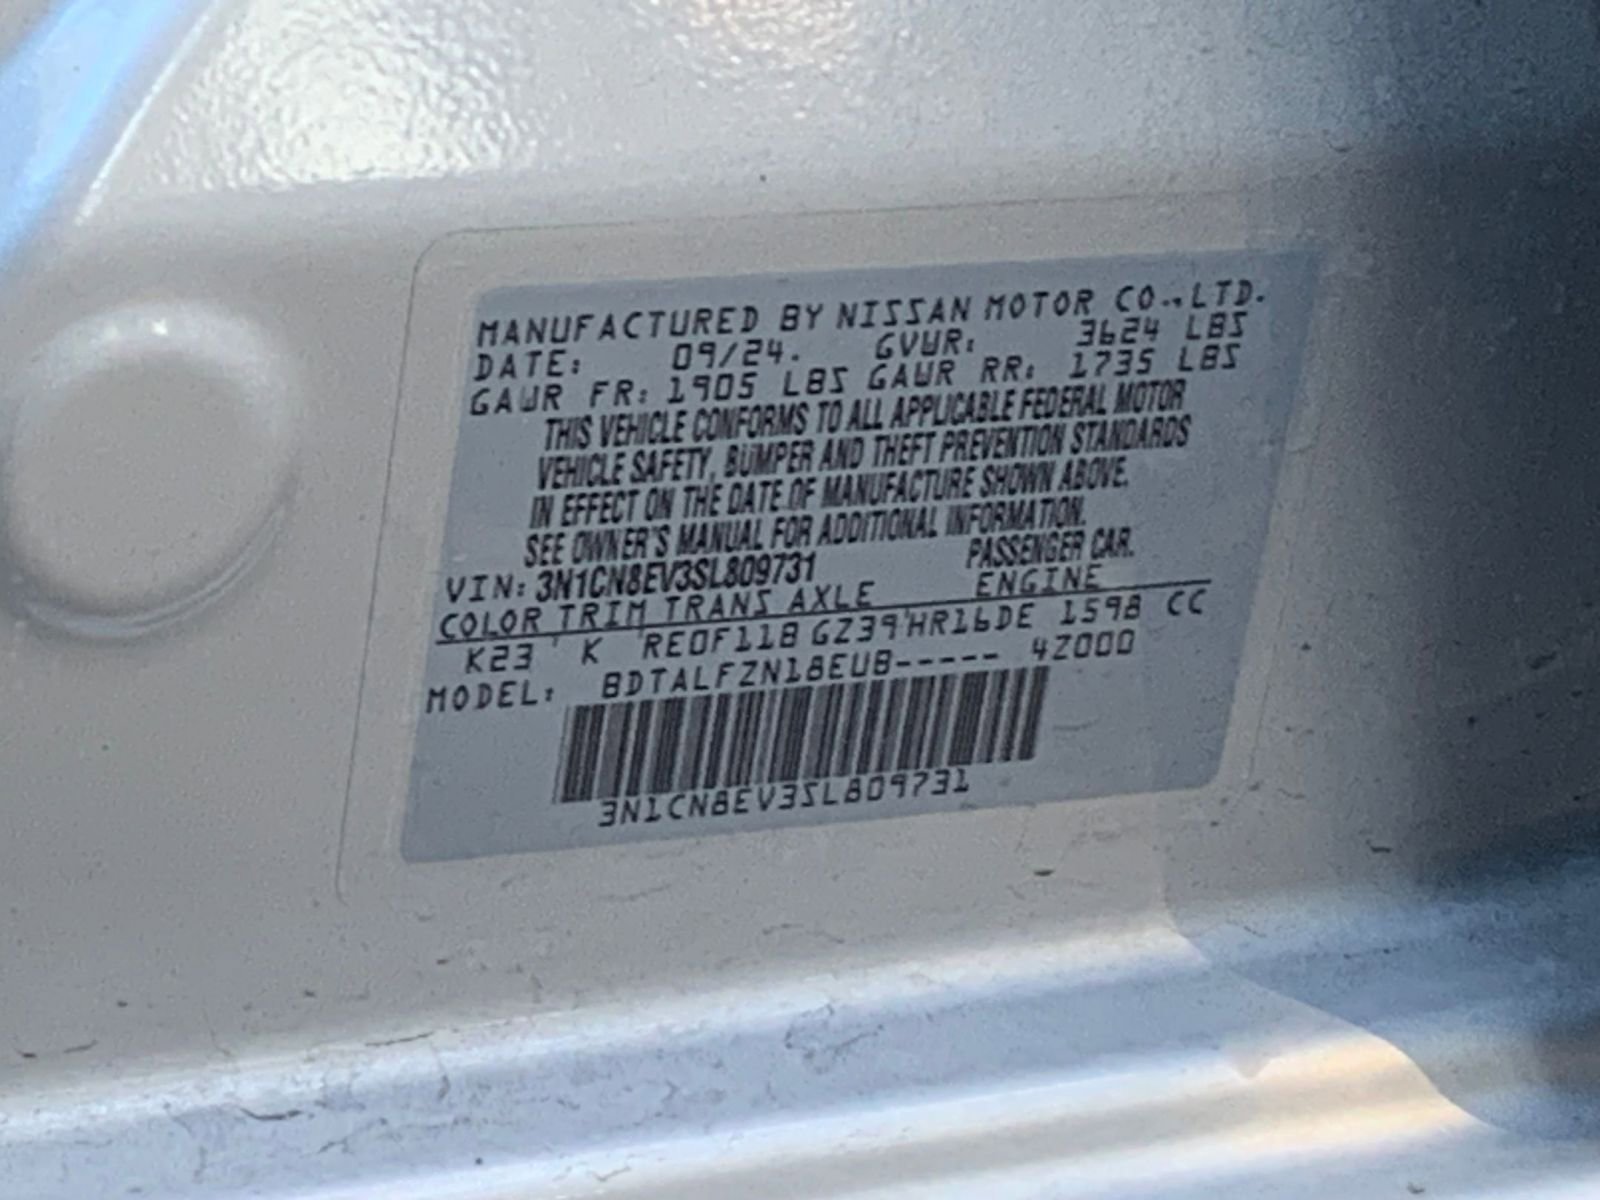 MANUFACTURED BY NISSAN MOTOR CO., LTD.
DATE: 09/24. GVWR: 3624 LBS
GAWR FR: 1905 LBS GAWR RR: 1735 LBS
THIS VEHICLE CONFORMS TO ALL APPLICABLE FEDERAL MOTOR
VEHICLE SAFETY, BUMPER AND THEFT PREVENTION STANDARDS
IN EFFECT ON THE DATE OF MANUFACTURE SHOWN ABOVE.
SEE OWNER'S MANUAL FOR ADDITIONAL INFORMATION.
VIN: 3N1CN8EV3SL809731 PASSENGER CAR.
COLOR TRIM TRANS AXLE ENGINE
K23 ' K RE0F11B GZ39'HR16DE 1598 CC
MODEL: BDTALFZN18EUB----- 4Z000
3N1CN8EV3SL809731